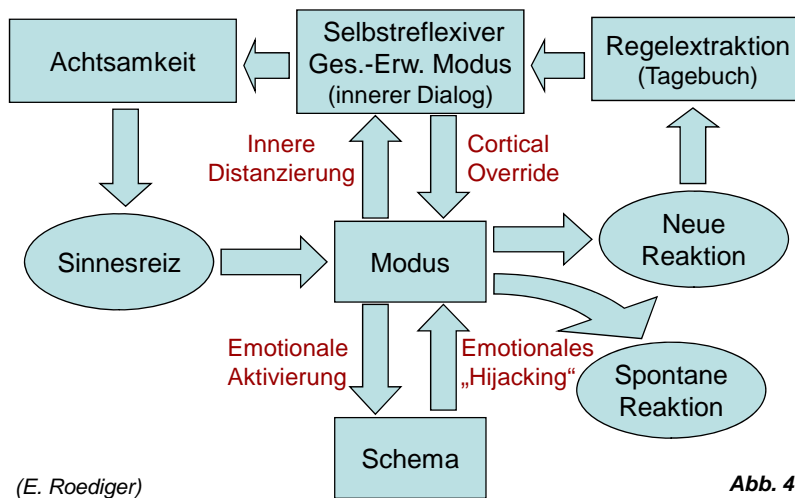 Achtsamkeit
Selbstreflexiver
Ges.-Erw. Modus
(innerer Dialog)
Regelextraktion
(Tagebuch)
Innere
Distanzierung
Cortical
Override
Sinnesreiz
Modus
Neue
Reaktion
Emotionale
Aktivierung
Emotionales
„Hijacking“
Spontane
Reaktion
Schema
(E. Roediger)
Abb. 4